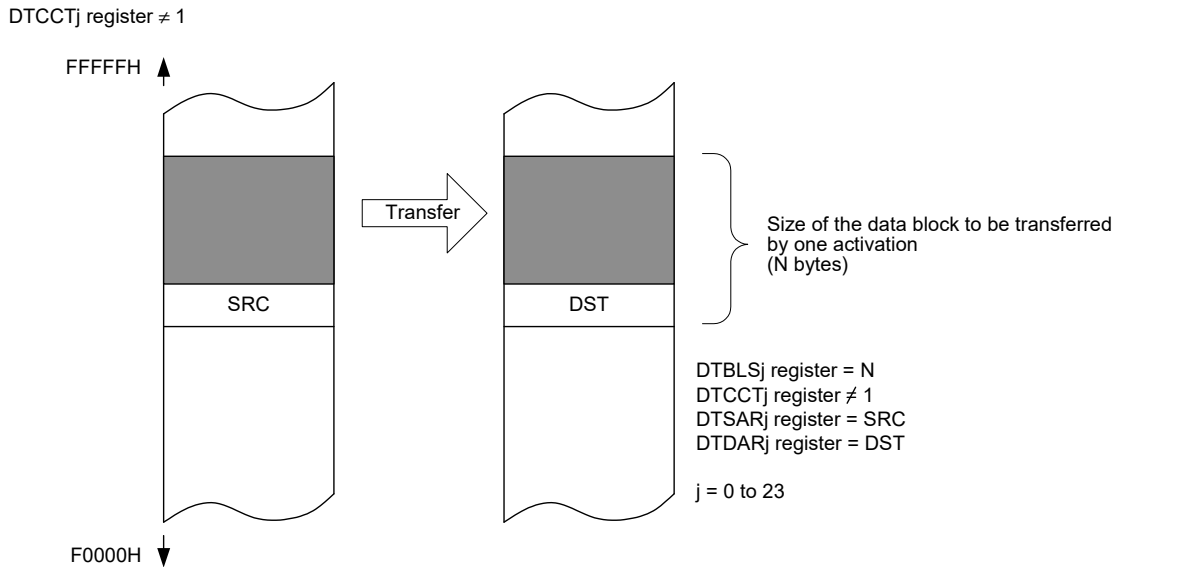 DTCCTj register ≠ 1
FFFFFH
Transfer
Size of the data block to be transferred
by one activation
(N bytes)
SRC
DST
DTBLSj register = N
DTCCTj register ≠ 1
DTSARj register = SRC
DTDARj register = DST
j = 0 to 23
F0000H